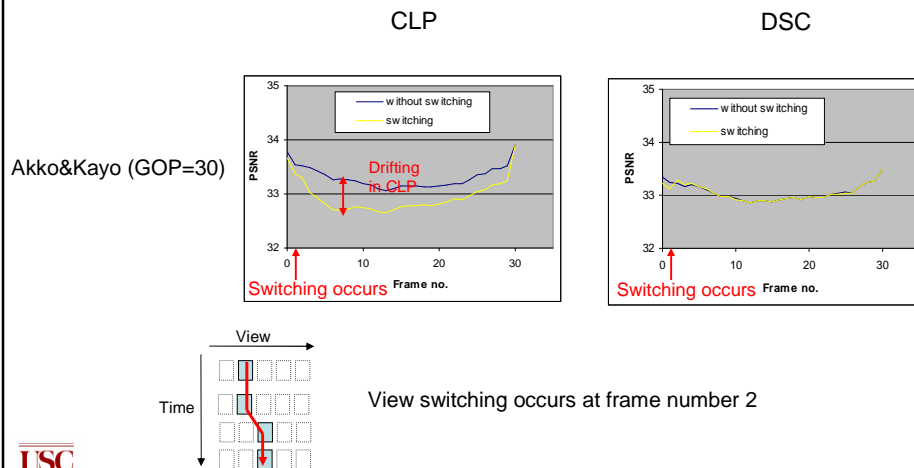 CLP
DSC
Akko&Kayo (GOP=30)
35
34
33
32
PSNR
without switching
switching
Drifting
in CLP
0
10
20
30
Switching occurs
Frame no.
35
34
33
32
PSNR
without switching
switching
0
10
20
30
Switching occurs
Frame no.
View
Time
View switching occurs at frame number 2
USC